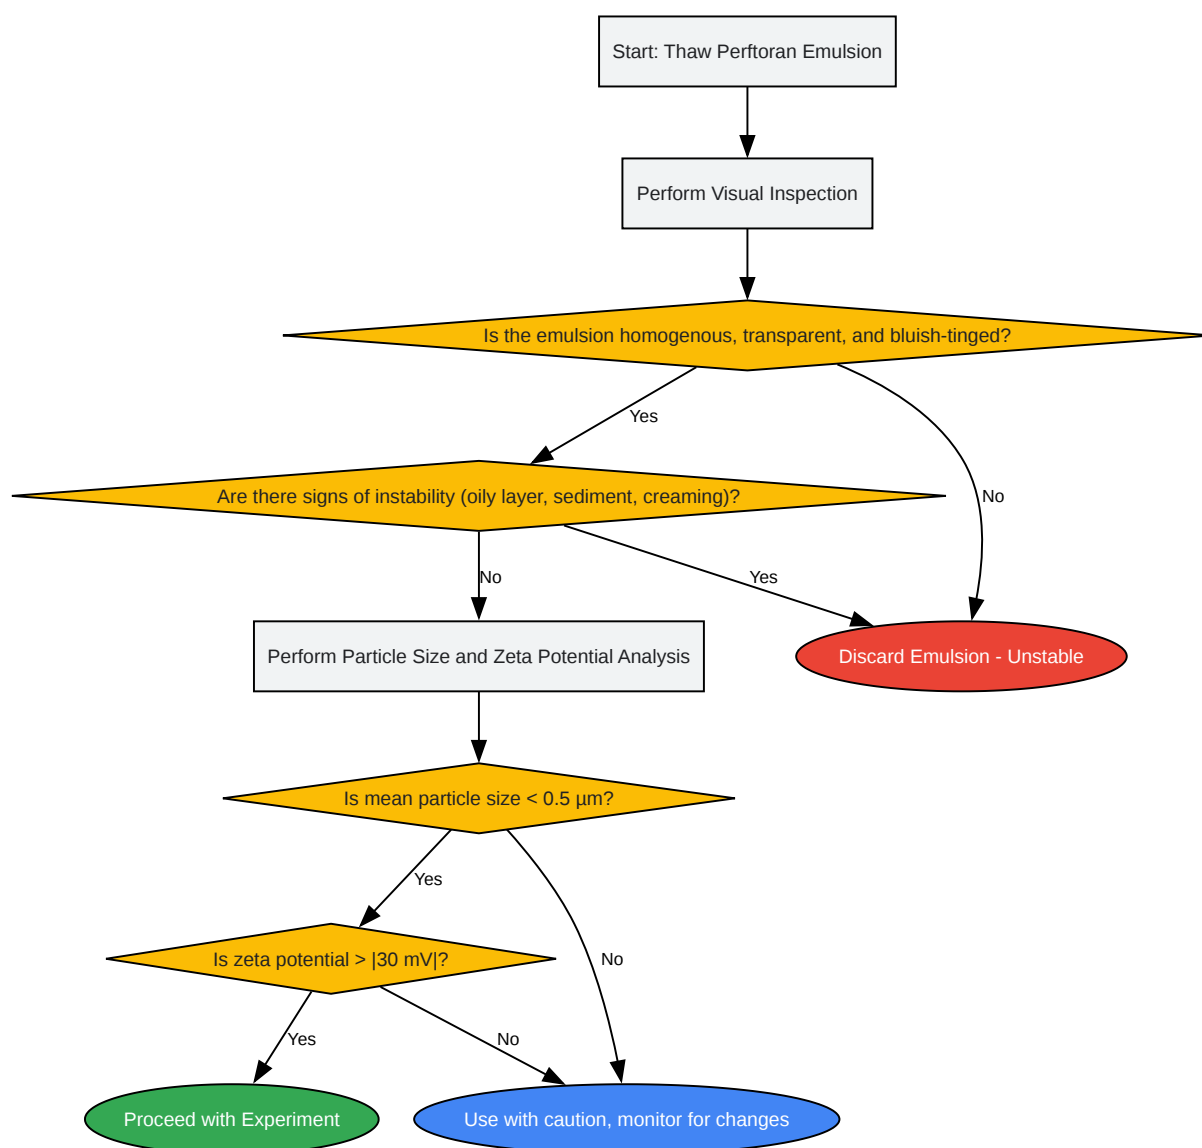 Start: Thaw Perftoran Emulsion
Perform Visual Inspection
Is the emulsion homogenous, transparent, and bluish-tinged?
Yes
Are there signs of instability (oily layer, sediment, creaming)?
No
No
Yes
Perform Particle Size and Zeta Potential Analysis
Discard Emulsion - Unstable
Is mean particle size < 0.5 µm?
Yes
Is zeta potential > |30 mV|?
No
Yes
No
Proceed with Experiment
Use with caution, monitor for changes